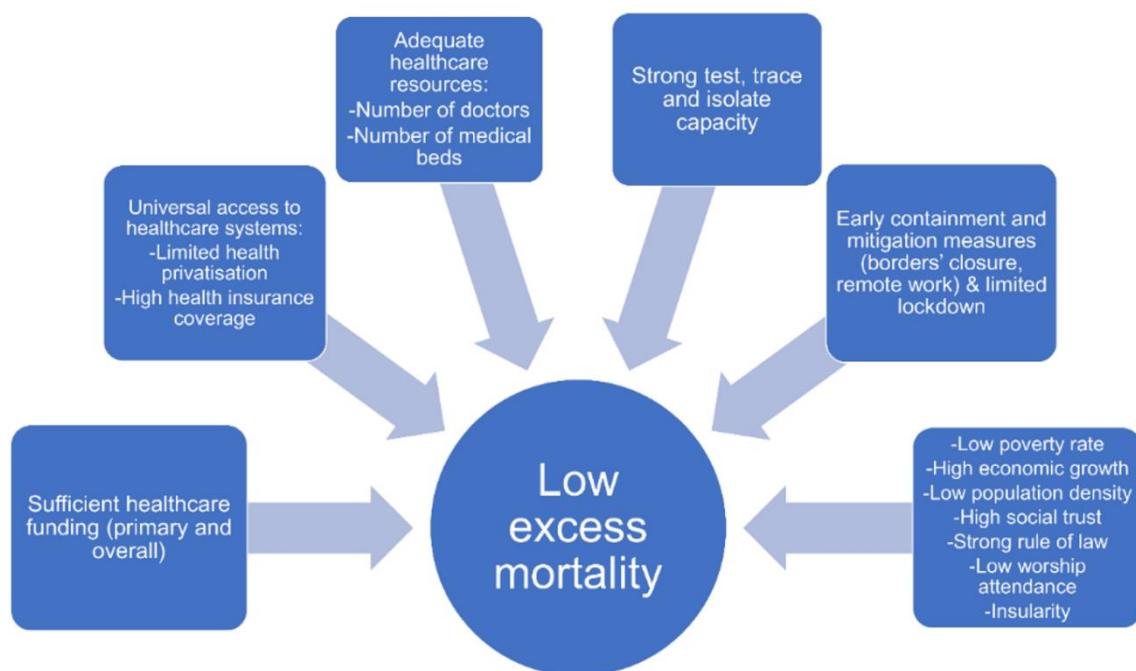 Adequate
healthcare
resources:
-Number of doctors
-Number of medical
beds
Strong test, trace
and isolate
capacity
Universal access to
healthcare systems:
-Limited health
privatisation
-High health insurance
coverage
Early containment and
mitigation measures
(borders' closure,
remote work) & limited
lockdown
Sufficient healthcare
funding (primary and
overall)
Low
excess
mortality
-Low poverty rate
-High economic growth
-Low population density
-High social trust
-Strong rule of law
-Low worship
attendance
-Insularity